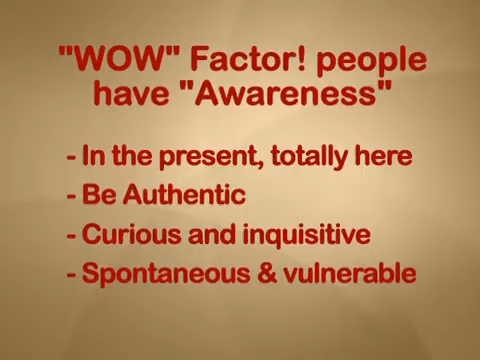 "WOW" Factor! people
have "Awareness"
- In the present, totally here
- Be Authentic
- Curious and inquisitive
- Spontaneous & vulnerable